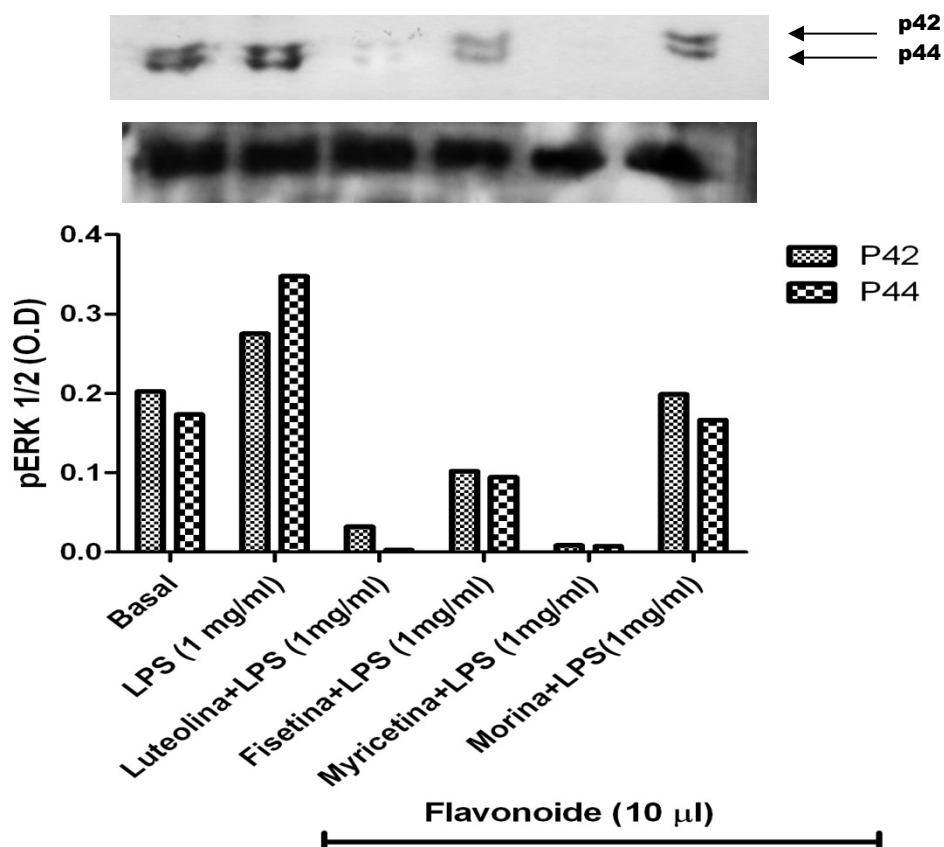 p42
p44
0.4
0.3
0.2
0.1
0.0
pERK 1/2 (O.D)
P42
P44
Basal
LPS (1 mg/ml)
Luteolina+LPS (1mg/ml)
Fisetina+LPS (1mg/ml)
Myricetina+LPS (1mg/ml)
Morina+LPS(1mg/ml)
Flavonoide (10 µl)